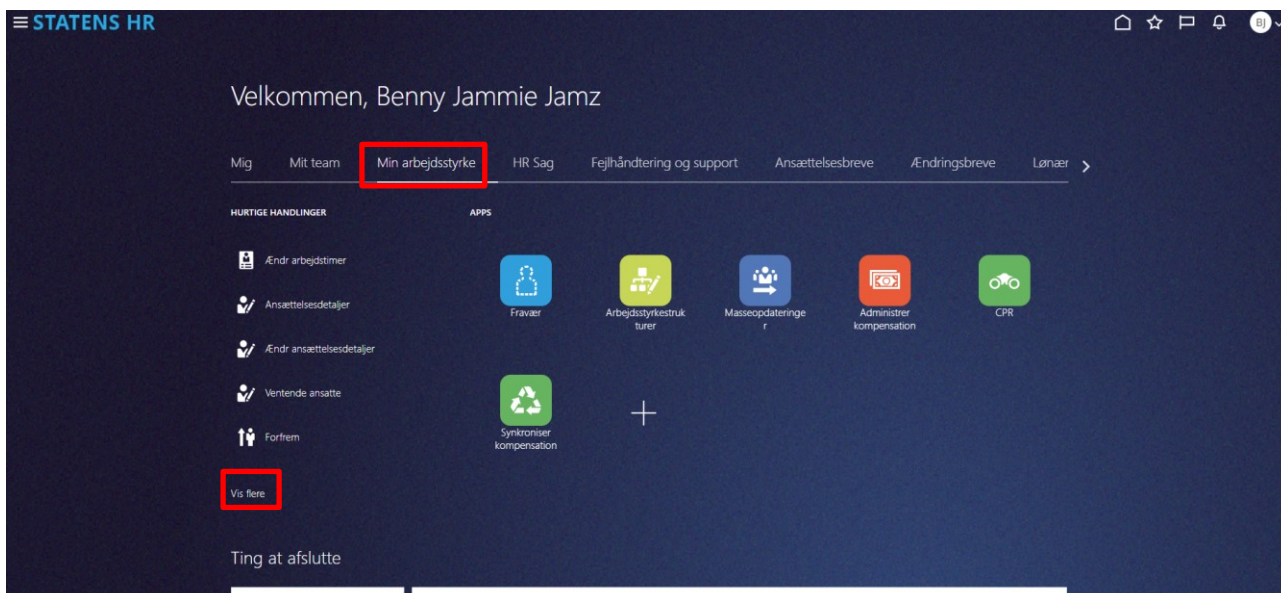 STATENS HR
BJ
Velkommen, Benny Jammie Jamz
Mig Mit team Min arbejdsstyrke HR Sag Fejlhåndtering og support Ansættelsesbreve Ændringsbreve Lønær
HURTIGE HANDLINGER
APPS
Ændr arbejdstimer
Ansættelsesdetaljer
Ændr ansættelsesdetaljer
Ventende ansatte
Forfrem
Vis flere
Fravær
Arbejdsstyrestruk
turer
Masseopdateringe
r
Administrer
kompensation
CPR
Synkroniser
kompensation
Ting at afslutte